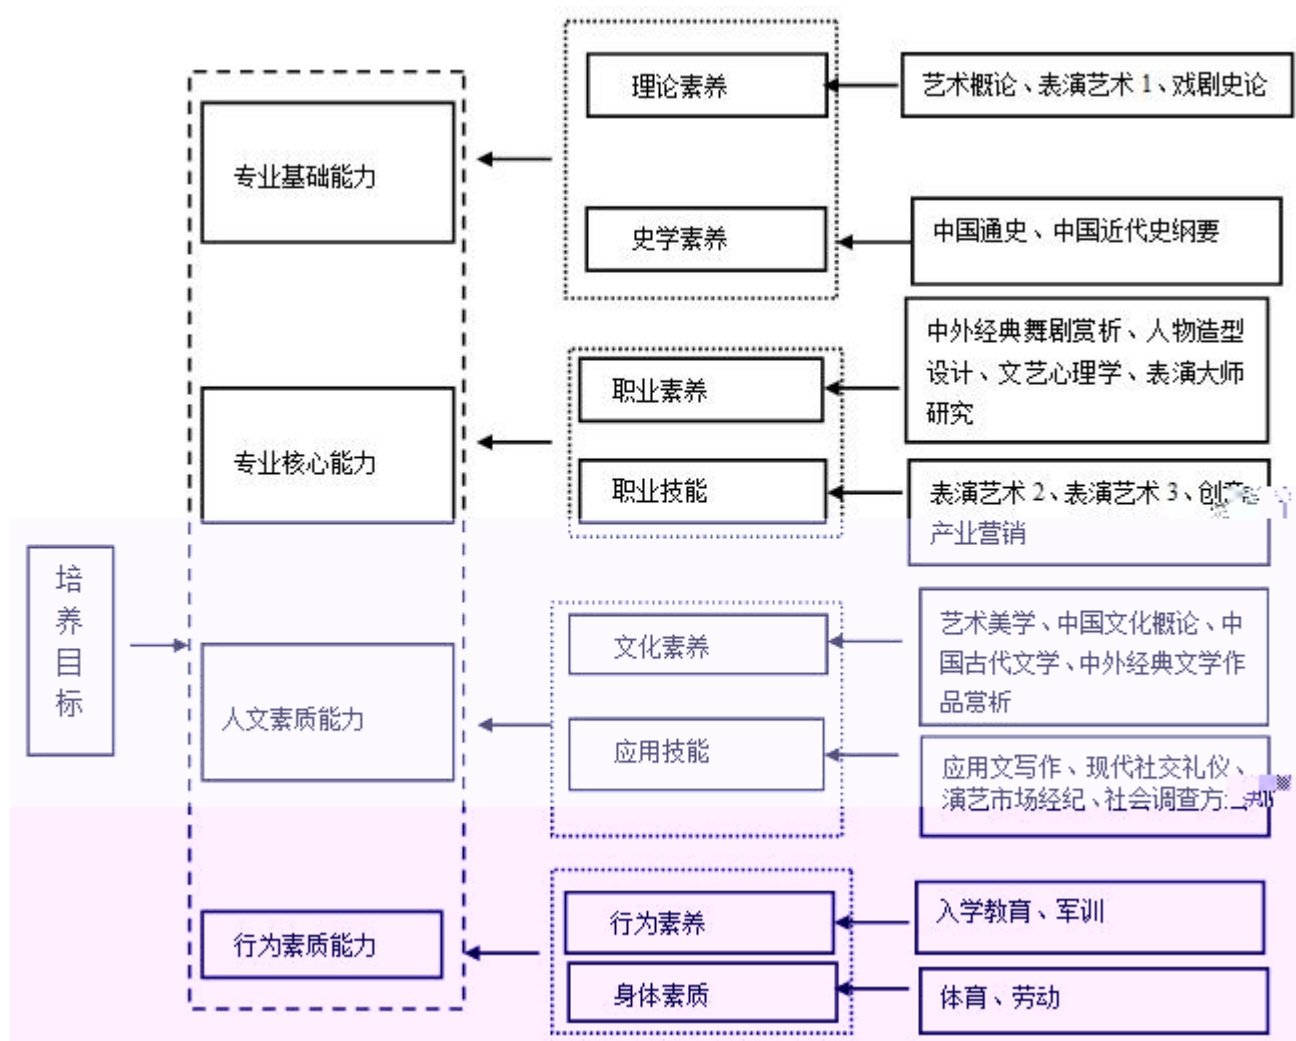 理论素养
艺术概论、表演艺术 1、戏剧史论
专业基础能力
史学素养
中国通史、中国近代史纲要
中外经典舞剧赏析、人物造型
设计、文艺心理学、表演大师
研究
职业素养
专业核心能力
职业技能
表演艺术 2、表演艺术 3、
产业营销
培养目标
文化素养
艺术美学、中国文化概论、中
国古代文学、中外经典文学作
品赏析
人文素质能力
应用技能
应用文写作、现代社交礼仪、
演艺市场经纪、社会调查方
行为素质能力
行为素养
入学教育、军训
身体素质
体育、劳动